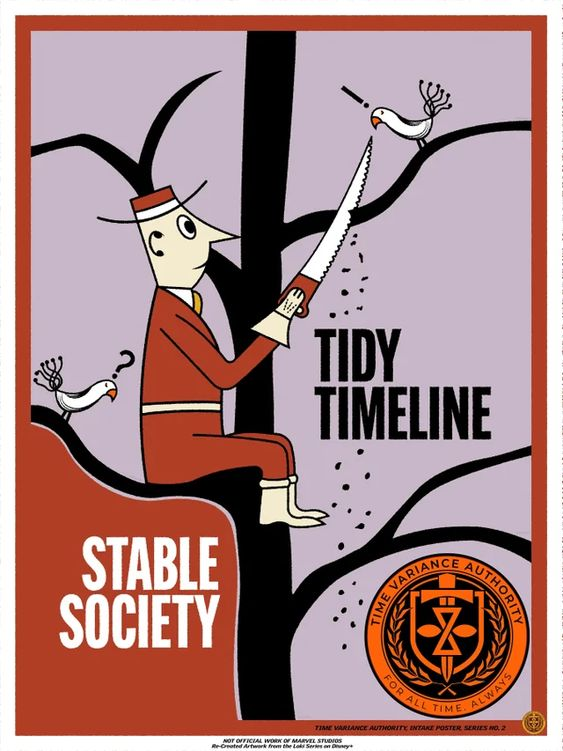 !
?
TIDY
TIMELINE
STABLE
SOCIETY
TIME VARIANCE AUTHORITY
FOR ALL TIME. ALWAYS.
TIME VARIANCE AUTHORITY, INTAKE POSTER, SERIES NO. 2
NOT OFFICIAL WORK OF MARVEL STUDIOS
Re-Created Artwork from the Loki Series on Disney+